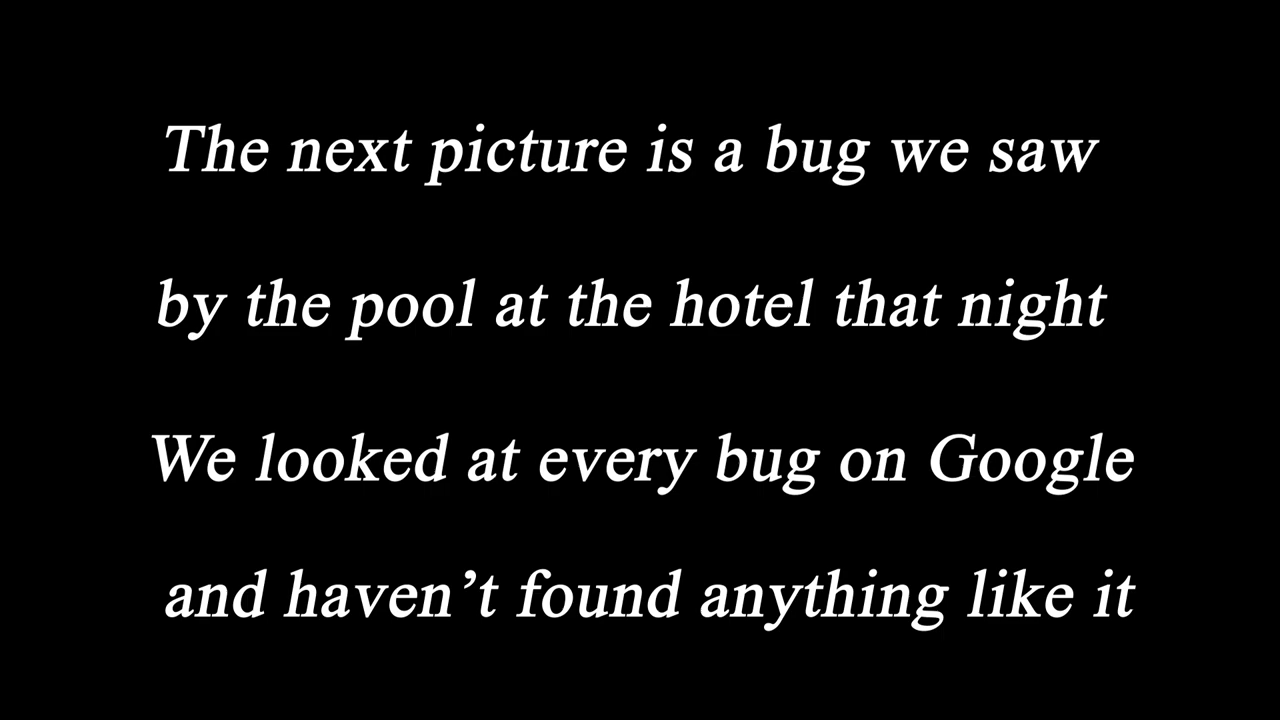 The next picture is a bug we saw
by the pool at the hotel that night
We looked at every bug on Google
and haven’t found anything like it